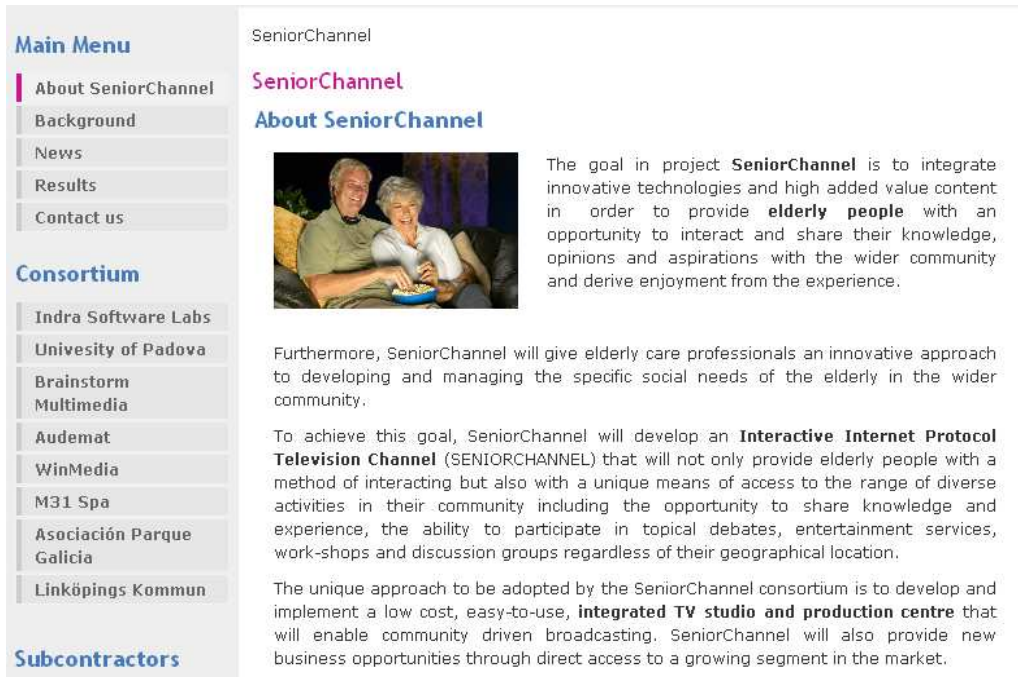 Main Menu
About SeniorChannel
Background
News
Results
Contact us
Consortium
Indra Software Labs
Univesity of Padova
Brainstorm
Multimedia
Audemat
WinMedia
M31 Spa
Asociación Parque
Galicia
Linköpings Kommun
Subcontractors
SeniorChannel
SeniorChannel
About SeniorChannel
The goal in project SeniorChannel is to integrate
innovative technologies and high added value content
in order to provide elderly people with an
opportunity to interact and share their knowledge,
opinions and aspirations with the wider community
and derive enjoyment from the experience.
Furthermore, SeniorChannel will give elderly care professionals an innovative approach
to developing and managing the specific social needs of the elderly in the wider
community.
To achieve this goal, SeniorChannel will develop an Interactive Internet Protocol
Television Channel (SENIORCHANNEL) that will not only provide elderly people with a
method of interacting but also with a unique means of access to the range of diverse
activities in their community including the opportunity to share knowledge and
experience, the ability to participate in topical debates, entertainment services,
work-shops and discussion groups regardless of their geographical location.
The unique approach to be adopted by the SeniorChannel consortium is to develop and
implement a low cost, easy-to-use, integrated TV studio and production centre that
will enable community driven broadcasting. SeniorChannel will also provide new
business opportunities through direct access to a growing segment in the market.